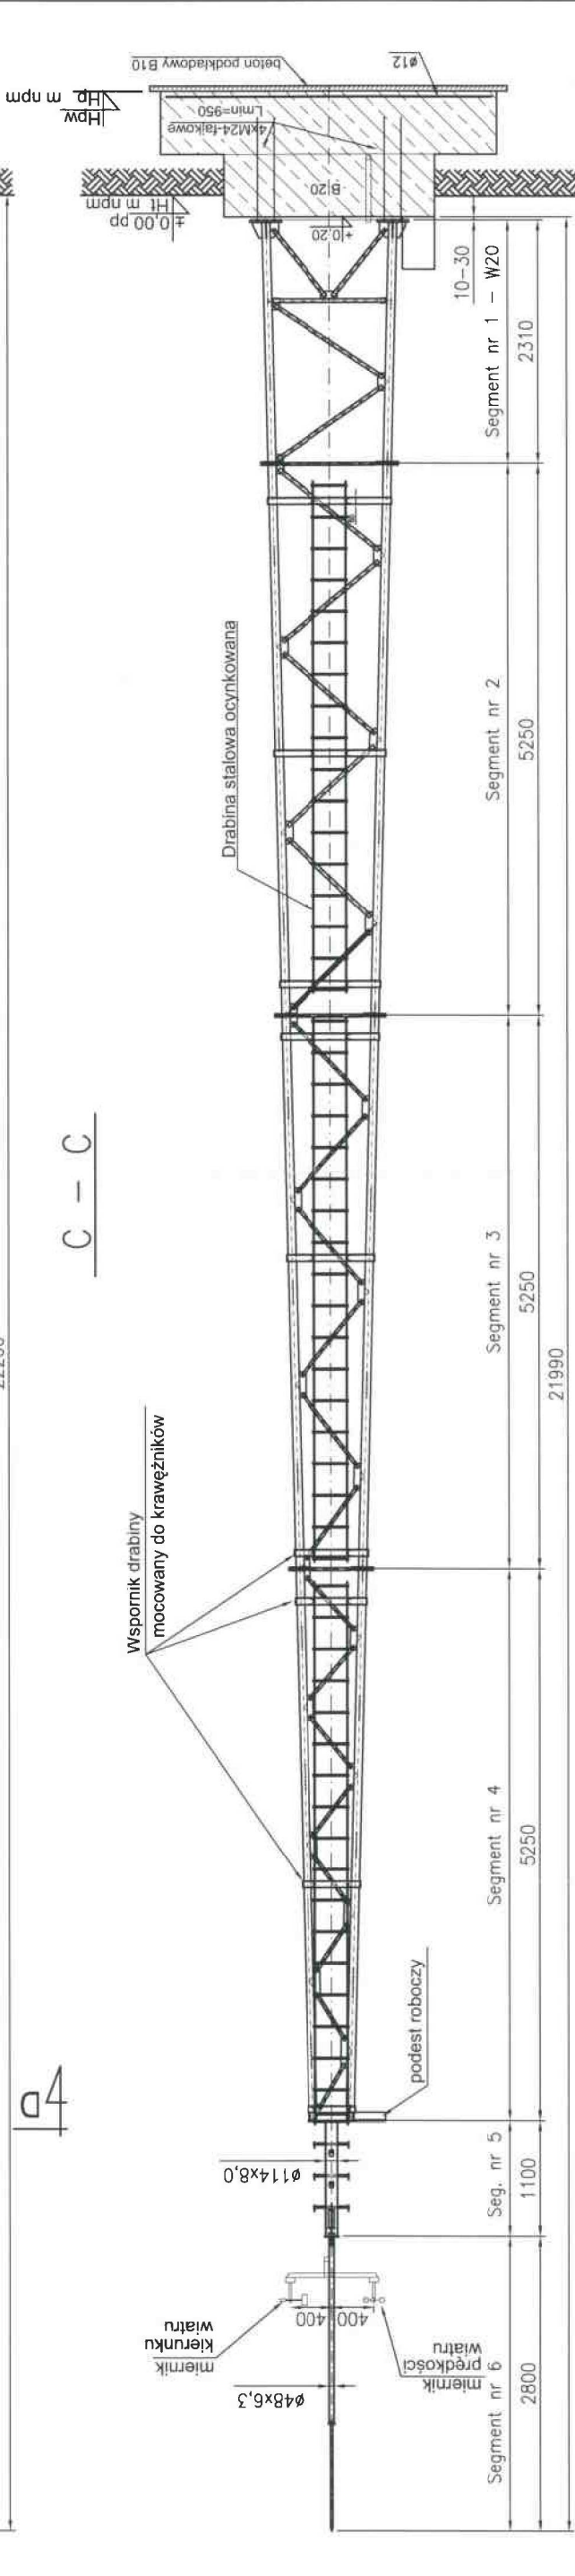 beton podkładowy B10
ø12
Hp m npm
Hpw
4xM24-fajkowe
Lmin=950
B 20
± 0,00 pp
Ht m npm
+ 0,20
10-30
Segment nr 1 - W20
2310
Drabina stalowa ocynkowana
Segment nr 2
5250
C - C
Segment nr 3
5250
21990
Wspornik drabiny
mocowany do krawężników
Segment nr 4
5250
podest roboczy
D
ø114x8,0
Seg. nr 5
1100
miernik
kierunku
wiatru
400
400
miernik
prędkości
wiatru
ø48x6,3
Segment nr 6
2800